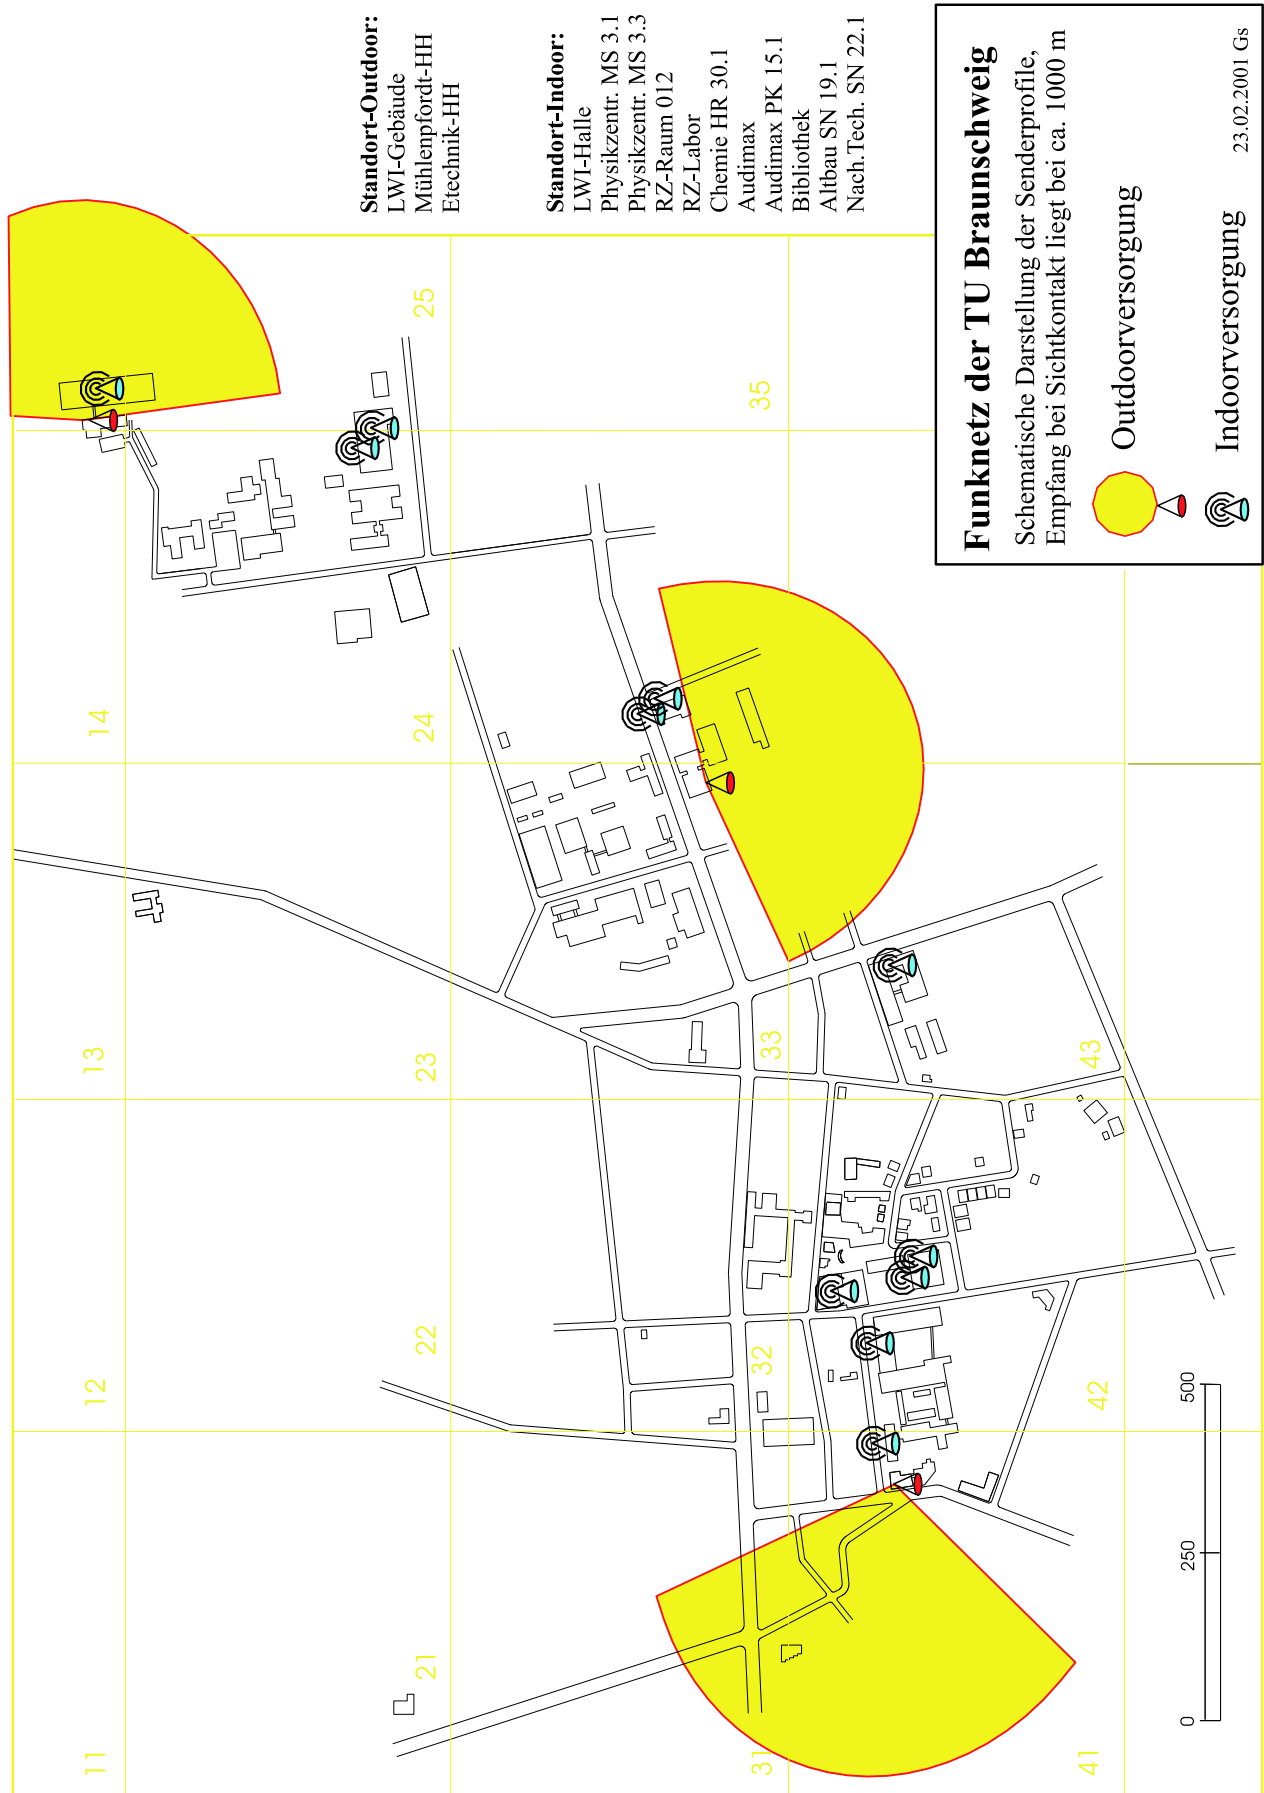 Standort-Outdoor:
LWI-Gebäude
Mühlenpfordt-HH
Etechnik-HH
Standort-Indoor:
LWI-Halle
Physikzentr. MS 3.1
Physikzentr. MS 3.3
RZ-Raum 012
RZ-Labor
Chemie HR 30.1
Audimax
Audimax PK 15.1
Bibliothek
Altbau SN 19.1
Nach.Tech. SN 22.1
Funknetz der TU Braunschweig
Schematische Darstellung der Senderprofile,
Empfang bei Sichtkontakt liegt bei ca. 1000 m
Outdoorversorgung
Indoorversorgung
23.02.2001 Gs
11
12
13
14
21
22
23
24
25
31
32
33
35
41
42
43
0
250
500